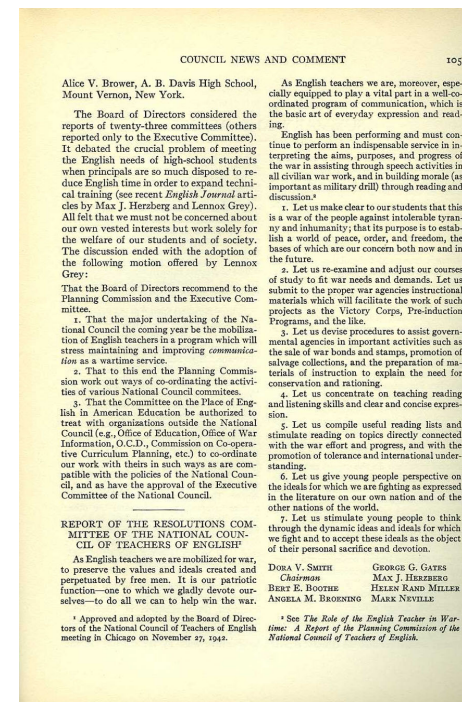 COUNCIL NEWS AND COMMENT 105
Alice V. Brower, A. B. Davis High School,
Mount Vernon, New York.
The Board of Directors considered the
reports of twenty-three committees (others
reported only to the Executive Committee).
It debated the crucial problem of meeting
the English needs of high-school students
when principals are so much disposed to re-
duce English time in order to expand techni-
cal training (see recent English Journal arti-
cles by Max J. Herzberg and Lennox Grey).
All felt that we must not be concerned about
our own vested interests but work solely for
the welfare of our students and of society.
The discussion ended with the adoption of
the following motion offered by Lennox
Grey:
That the Board of Directors recommend to the
Planning Commission and the Executive Com-
mittee.
1. That the major undertaking of the Na-
tional Council the coming year be the mobiliza-
tion of English teachers in a program which will
stress maintaining and improving communica-
tion as a wartime service.
2. That to this end the Planning Commis-
sion work out ways of co-ordinating the activi-
ties of various National Council committees.
3. That the Committee on the Place of Eng-
lish in American Education be authorized to
treat with organizations outside the National
Council (e.g., Office of Education, Office of War
Information, O.C.D., Commission on Co-opera-
tive Curriculum Planning, etc.) to co-ordinate
our work with theirs in such ways as are com-
patible with the policies of the National Coun-
cil, and as have the approval of the Executive
Committee of the National Council.
REPORT OF THE RESOLUTIONS COM-
MITTEE OF THE NATIONAL COUN-
CIL OF TEACHERS OF ENGLISH¹
As English teachers we are mobilized for war,
to preserve the values and ideals created and
perpetuated by free men. It is our patriotic
function—one to which we gladly devote our-
selves—to do all we can to help win the war.
¹ Approved and adopted by the Board of Direc-
tors of the National Council of Teachers of English
meeting in Chicago on November 27, 1942.
As English teachers we are, moreover, espe-
cially equipped to play a vital part in a well-co-
ordinated program of communication, which is
the basic art of everyday expression and read-
ing.
English has been performing and must con-
tinue to perform an indispensable service in in-
terpreting the aims, purposes, and progress of
the war in assisting through speech activities in
all civilian war work, and in building morale (as
important as military drill) through reading and
discussion.²
1. Let us make clear to our students that this
is a war of the people against intolerable tyran-
ny and inhumanity; that its purpose is to estab-
lish a world of peace, order, and freedom, the
bases of which are our concern both now and in
the future.
2. Let us re-examine and adjust our courses
of study to fit war needs and demands. Let us
submit to the proper war agencies instructional
materials which will facilitate the work of such
projects as the Victory Corps, Pre-induction
Programs, and the like.
3. Let us devise procedures to assist govern-
mental agencies in important activities such as
the sale of war bonds and stamps, promotion of
salvage collections, and the preparation of ma-
terials of instruction to explain the need for
conservation and rationing.
4. Let us concentrate on teaching reading
and listening skills and clear and concise expres-
sion.
5. Let us compile useful reading lists and
stimulate reading on topics directly connected
with the war effort and progress, and with the
promotion of tolerance and international under-
standing.
6. Let us give young people perspective on
the ideals for which we are fighting as expressed
in the literature on our own nation and of the
other nations of the world.
7. Let us stimulate young people to think
through the dynamic ideas and ideals for which
we fight and to accept these ideals as the object
of their personal sacrifice and devotion.
DORA V. SMITH GEORGE G. GATES
Chairman MAX J. HERZBERG
BERT E. BOOTHE HELEN RAND MILLER
ANGELA M. BROENING MARK NEVILLE
² See The Role of the English Teacher in War-
time: A Report of the Planning Commission of the
National Council of Teachers of English.